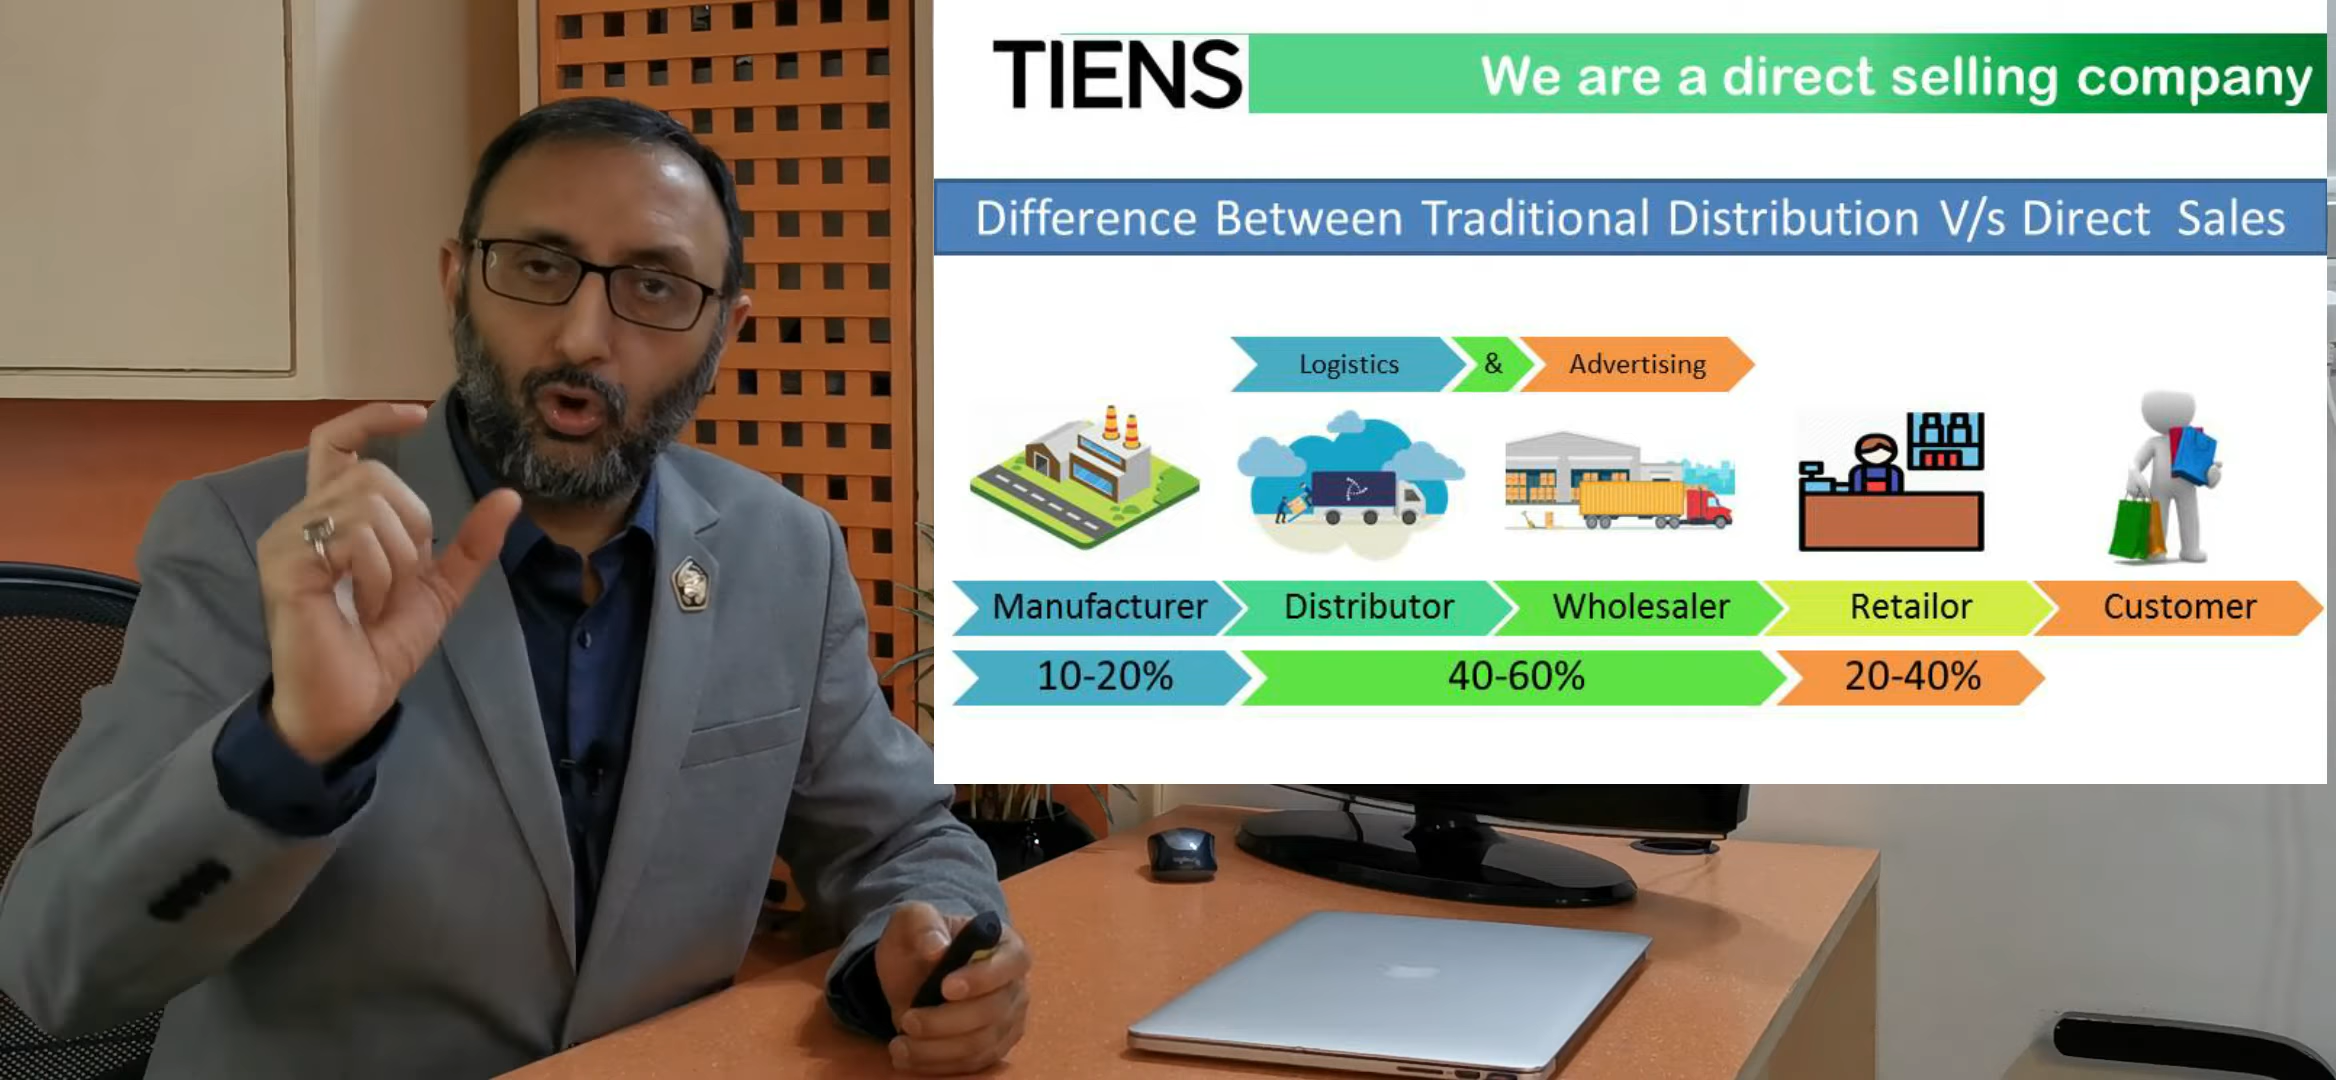 TIENS
We are a direct selling company
Difference Between Traditional Distribution V/s Direct Sales
Logistics & Advertising
Manufacturer Distributor Wholesaler Retailor Customer
10-20% 40-60% 20-40%